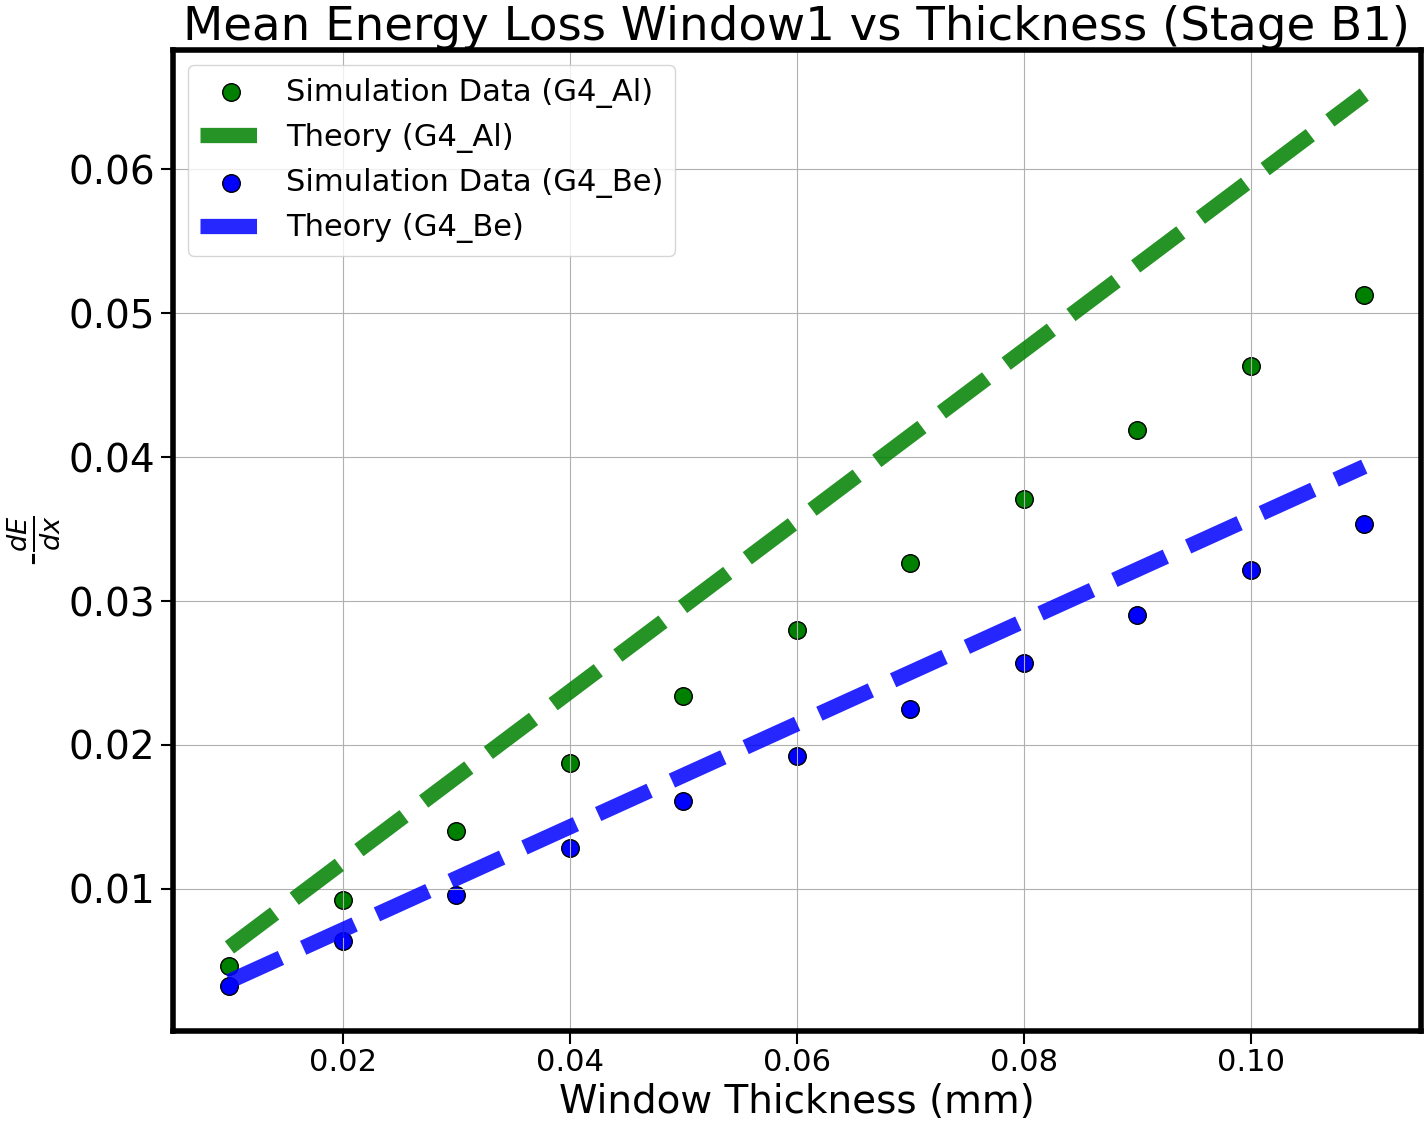 Mean Energy Loss Window1 vs Thickness (Stage B1)
Simulation Data (G4_Al)
Theory (G4_Al)
Simulation Data (G4_Be)
Theory (G4_Be)
0.06
0.05
0.04
0.03
0.02
0.01
-dE/dx
0.02 0.04 0.06 0.08 0.10
Window Thickness (mm)